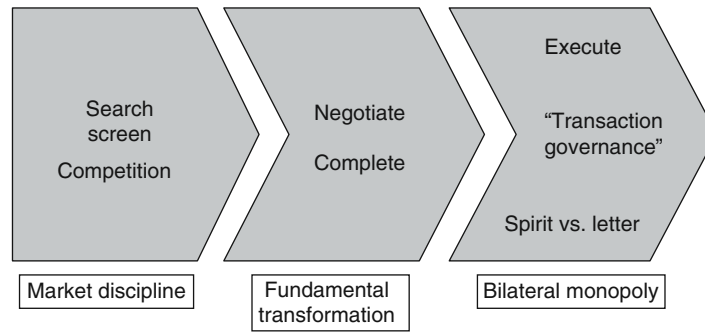 Search
screen
Competition
Negotiate
Complete
Execute
“Transaction
governance”
Spirit vs. letter
Market discipline
Fundamental
transformation
Bilateral monopoly